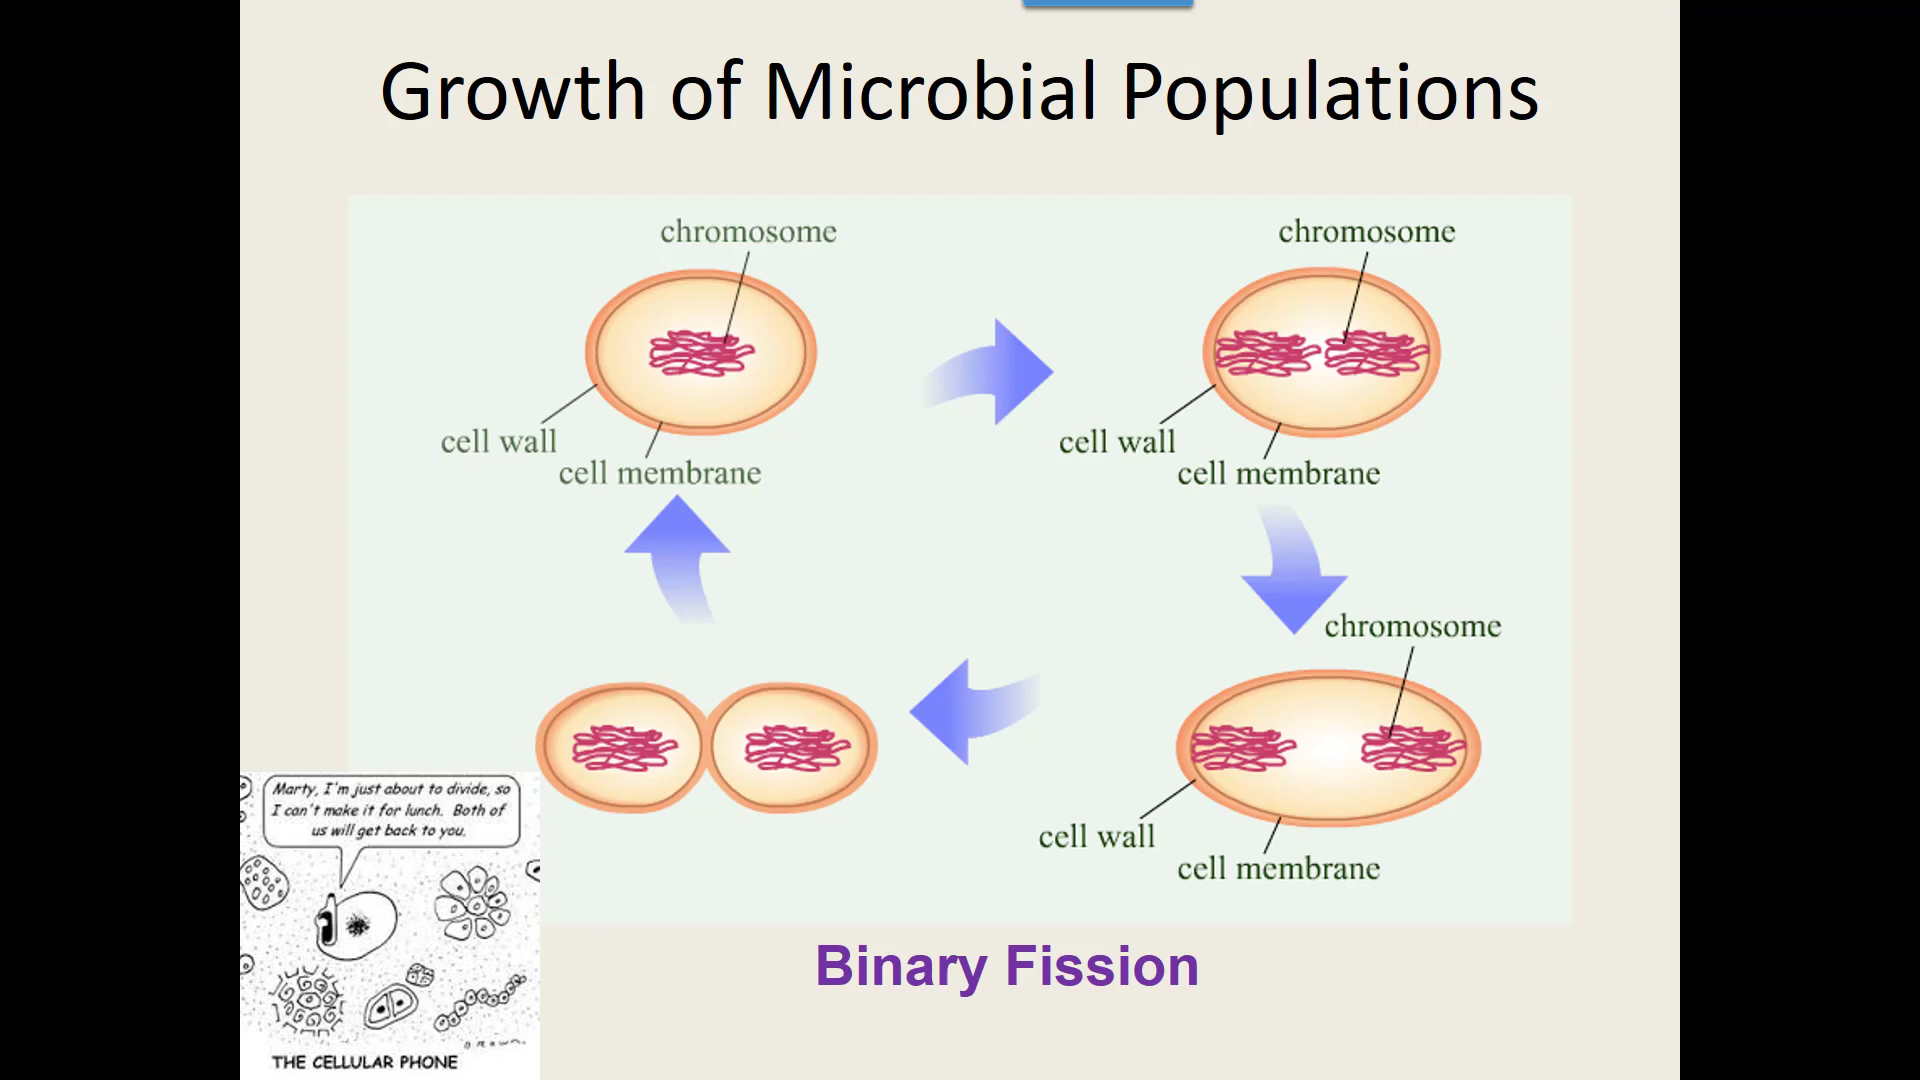 Growth of Microbial Populations
chromosome
cell wall
cell membrane
chromosome
cell wall
cell membrane
chromosome
cell wall
cell membrane
Marty, I'm just about to divide, so
I can't make it for lunch. Both of
us will get back to you.
BROWN.
THE CELLULAR PHONE
Binary Fission